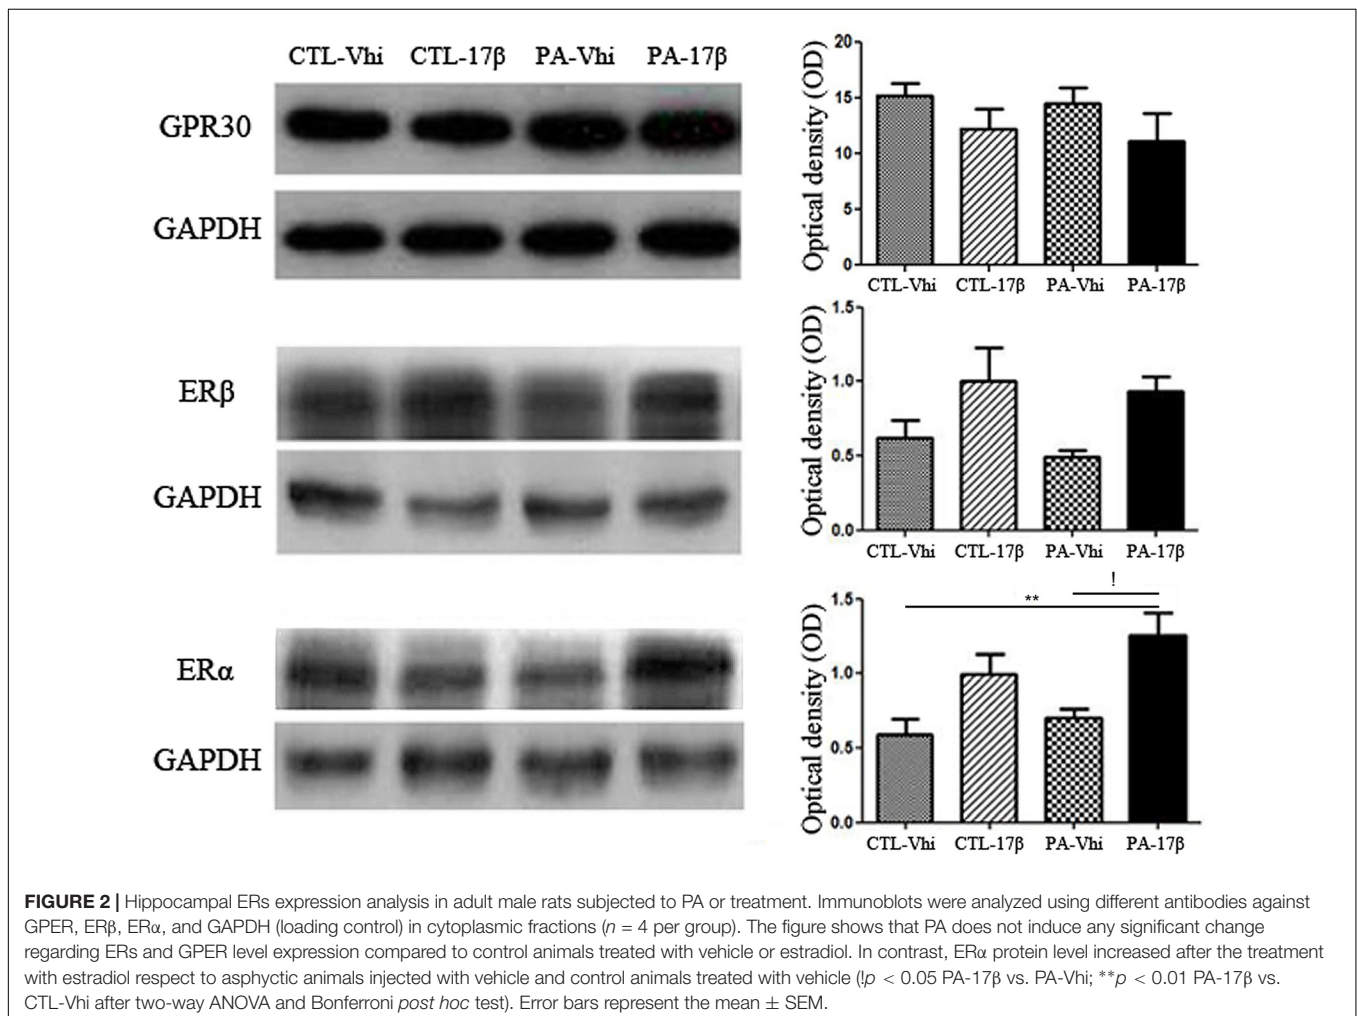 CTL-Vhi CTL-17β PA-Vhi PA-17β
GPR30
GAPDH
Optical density (OD)
20
15
10
5
0
CTL-Vhi CTL-17β PA-Vhi PA-17β
ERβ
GAPDH
Optical density (OD)
1.5
1.0
0.5
0.0
CTL-Vhi CTL-17β PA-Vhi PA-17β
ERα
GAPDH
Optical density (OD)
!
**
1.5
1.0
0.5
0.0
CTL-Vhi CTL-17β PA-Vhi PA-17β
FIGURE 2 | Hippocampal ERs expression analysis in adult male rats subjected to PA or treatment. Immunoblots were analyzed using different antibodies against
GPER, ERβ, ERα, and GAPDH (loading control) in cytoplasmic fractions (n = 4 per group). The figure shows that PA does not induce any significant change
regarding ERs and GPER level expression compared to control animals treated with vehicle or estradiol. In contrast, ERα protein level increased after the treatment
with estradiol respect to asphyctic animals injected with vehicle and control animals treated with vehicle (!p < 0.05 PA-17β vs. PA-Vhi; **p < 0.01 PA-17β vs.
CTL-Vhi after two-way ANOVA and Bonferroni post hoc test). Error bars represent the mean ± SEM.